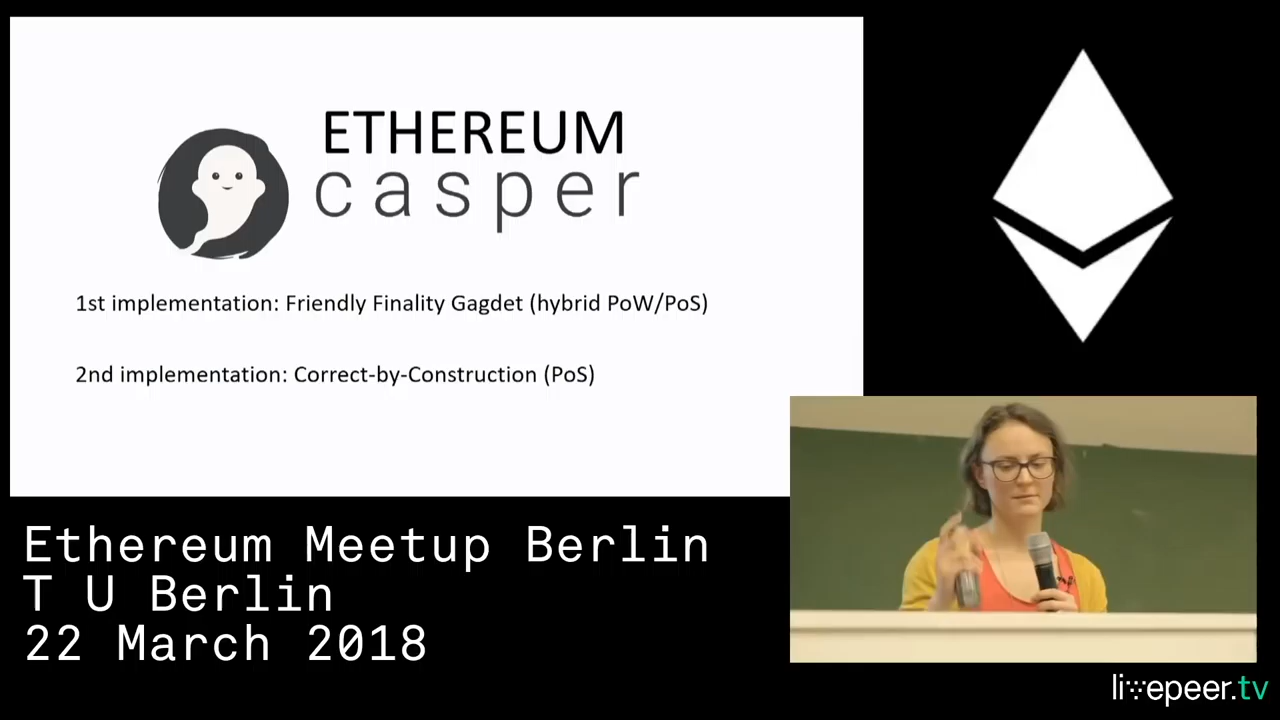 ETHEREUM
casper
1st implementation: Friendly Finality Gagdet (hybrid PoW/PoS)
2nd implementation: Correct-by-Construction (PoS)
Ethereum Meetup Berlin
T U Berlin
22 March 2018
livepeer.tv